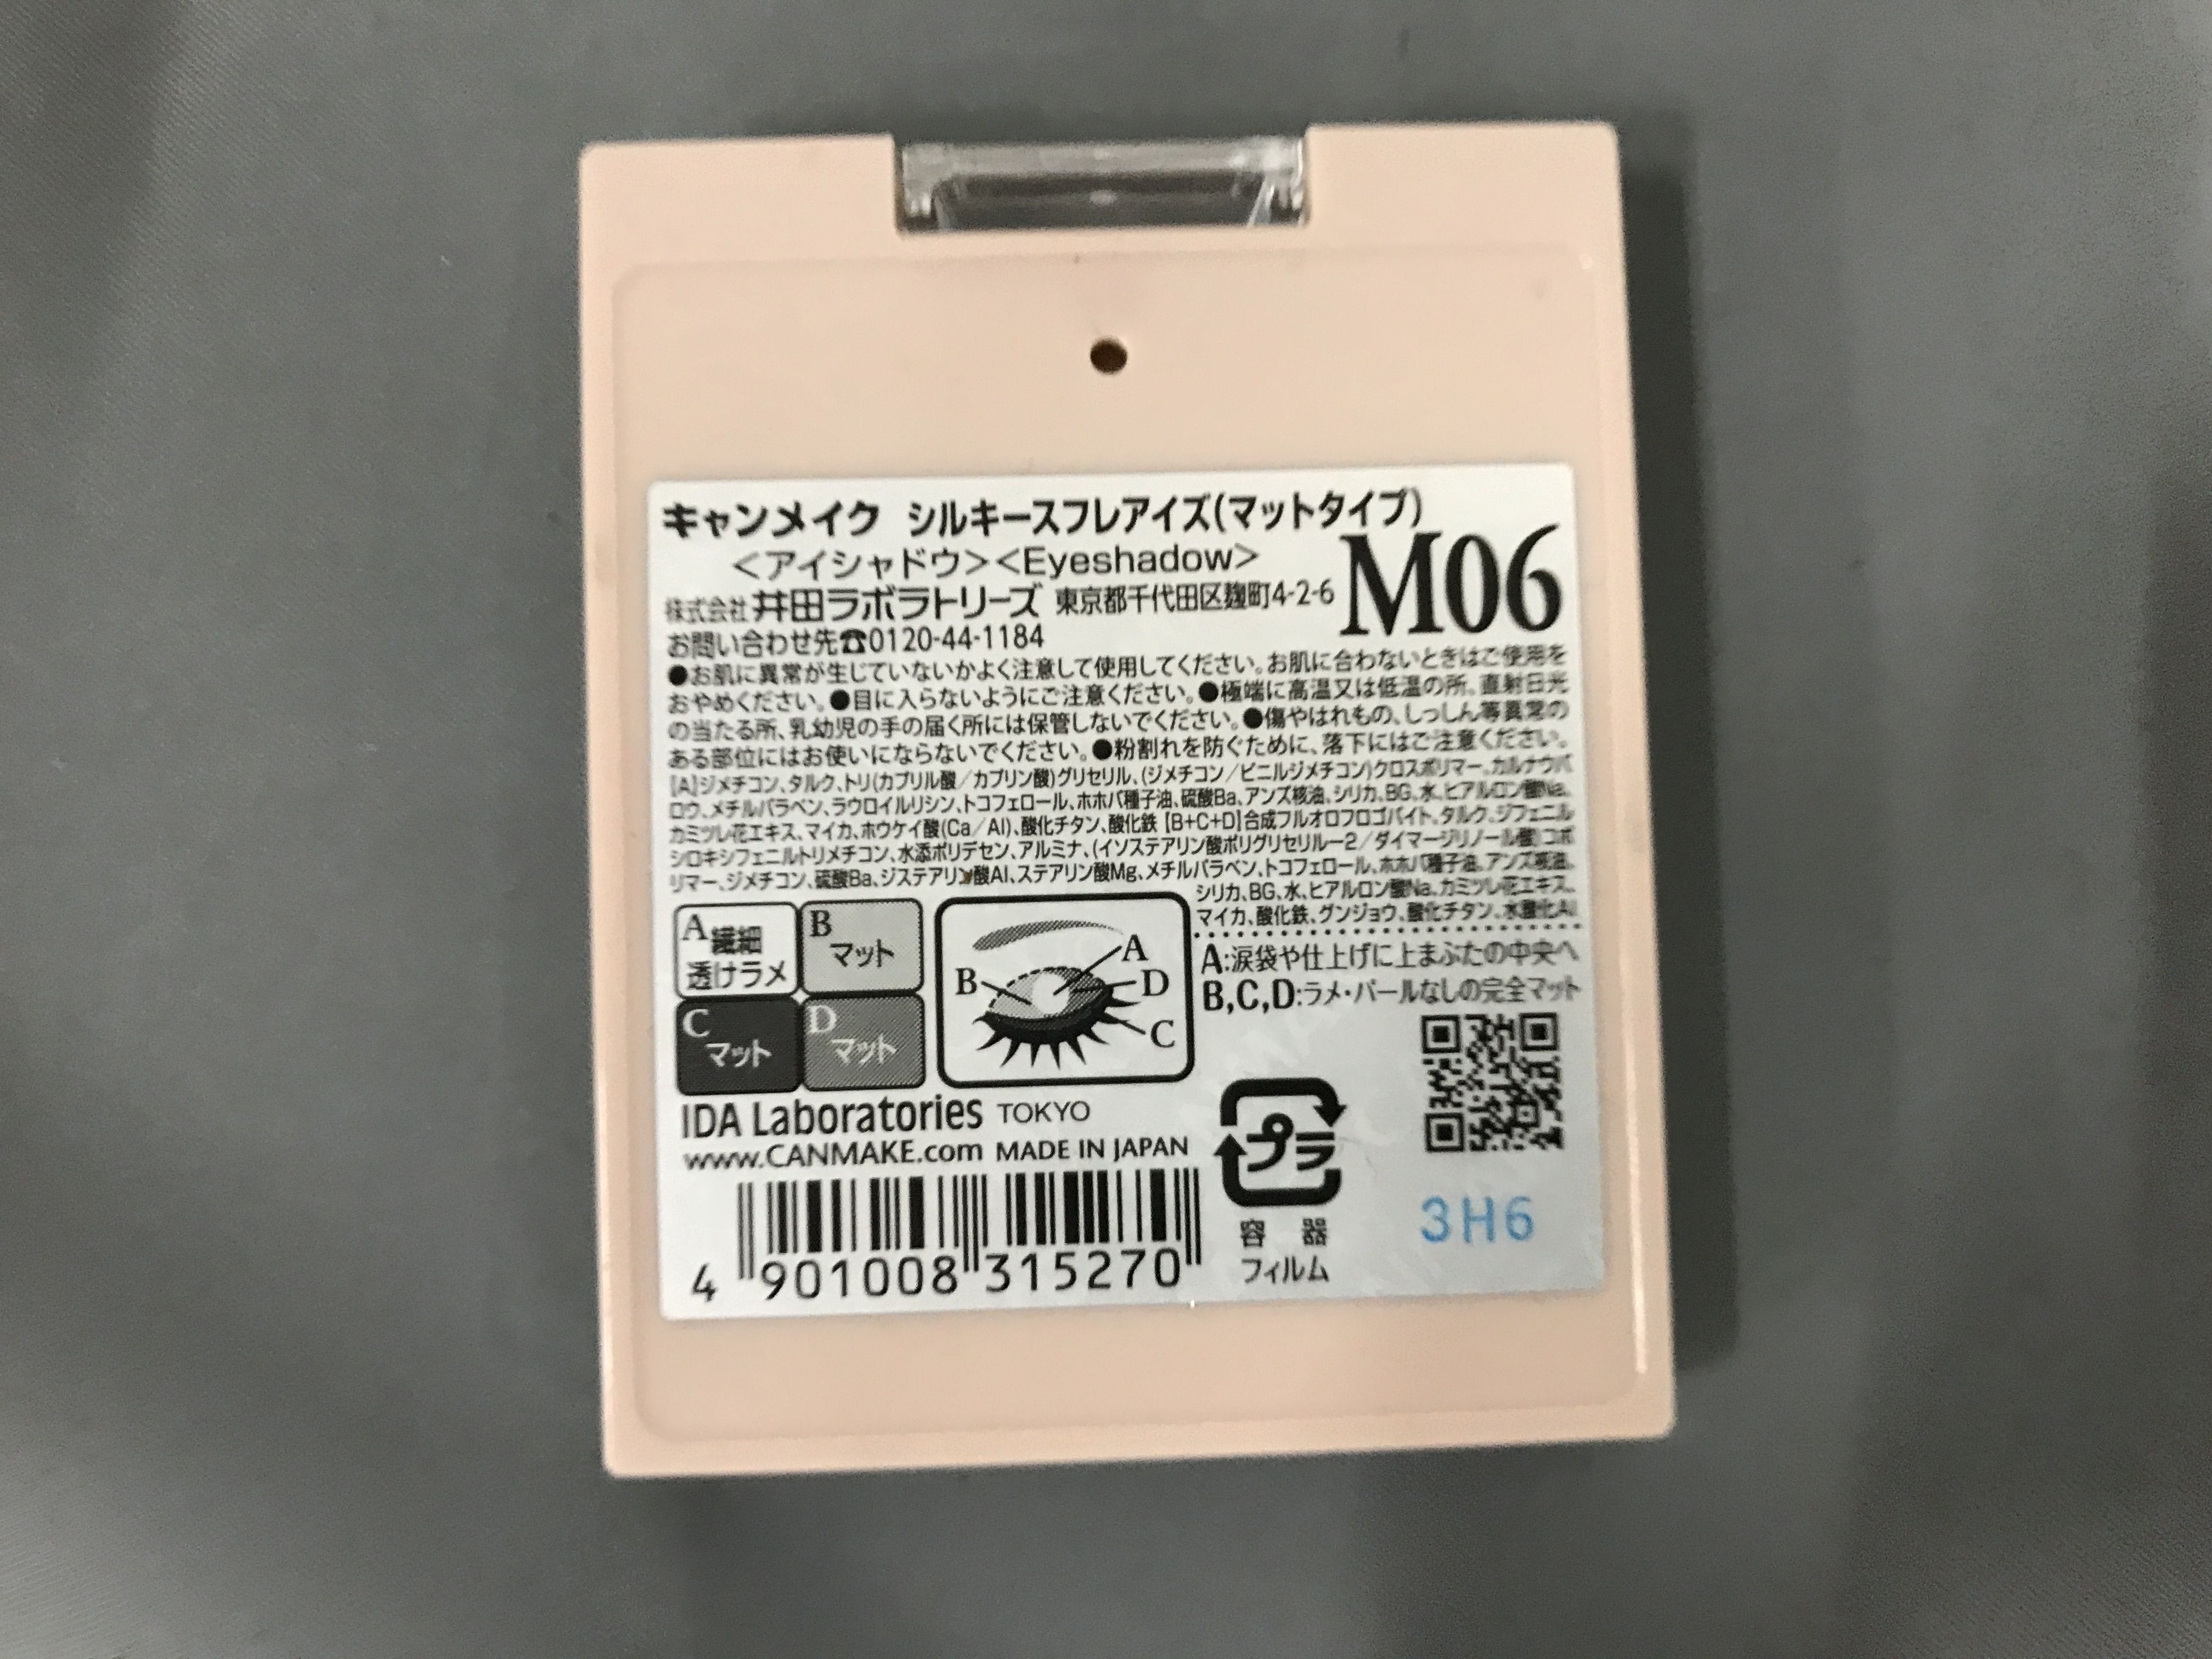 キャンメイク シルキースフレアイズ(マットタイプ)
<アイシャドウ><Eyeshadow>
M06
株式会社 井田ラボラトリーズ 東京都千代田区麹町4-2-6
お問い合わせ先☎0120-44-1184
●お肌に異常が生じていないかよく注意して使用してください。お肌に合わないときはご使用を
おやめください。●目に入らないようにご注意ください。●極端に高温又は低温の所、直射日光
の当たる所、乳幼児の手の届く所には保管しないでください。●傷やはれもの、しっしん等異常の
ある部位にはお使いにならないでください。●粉割れを防ぐために、落下にはご注意ください。
【A】ジメチコン、タルク、トリ(カプリル酸/カプリン酸)グリセリル、(ジメチコン/ビニルジメチコン)クロスポリマー、カルナウバ
ロウ、メチルパラベン、ラウロイルリシン、トコフェロール、ホホバ種子油、硫酸Ba、アンズ核油、シリカ、BG、水、ヒアルロン酸Na、
カミツレ花エキス、マイカ、ホウケイ酸(Ca/Al)、酸化チタン、酸化鉄【B+C+D】合成フルオロフロゴパイト、タルク、ジフェニル
シロキシフェニルトリメチコン、水添ポリデセン、アルミナ、(イソステアリン酸ポリグリセリル-2/ダイマージリノール酸)コポ
リマー、ジメチコン、硫酸Ba、ジステアリン酸Al、ステアリン酸Mg、メチルパラベン、トコフェロール、ホホバ種子油、アンズ核油、
シリカ、BG、水、ヒアルロン酸Na、カミツレ花エキス、
マイカ、酸化鉄、グンジョウ、酸化チタン、水酸化Al
A 繊細
透けラメ
B
マット
C
マット
D
マット
A
B
D
C
A:涙袋や仕上げに上まぶたの中央へ
B,C,D:ラメ・パールなしの完全マット
IDA Laboratories TOKYO
www.CANMAKE.com MADE IN JAPAN
プラ
容器
フィルム
3H6
4 901008 315270